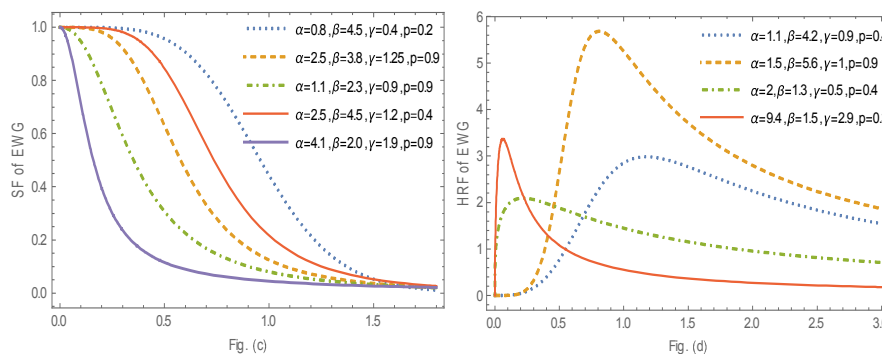 SF of EWG
1.0
0.8
0.6
0.4
0.2
0.0
α=0.8,β=4.5,γ=0.4,p=0.2
α=2.5,β=3.8,γ=1.25,p=0.9
α=1.1,β=2.3,γ=0.9,p=0.9
α=2.5,β=4.5,γ=1.2,p=0.4
α=4.1,β=2.0,γ=1.9,p=0.9
0.0 0.5 1.0 1.5
Fig. (c)
HRF of EWG
6
5
4
3
2
1
0
α=1.1,β=4.2,γ=0.9,p=0.
α=1.5,β=5.6,γ=1,p=0.9
α=2,β=1.3,γ=0.5,p=0.4
α=9.4,β=1.5,γ=2.9,p=0.
0.0 0.5 1.0 1.5 2.0 2.5 3.
Fig. (d)